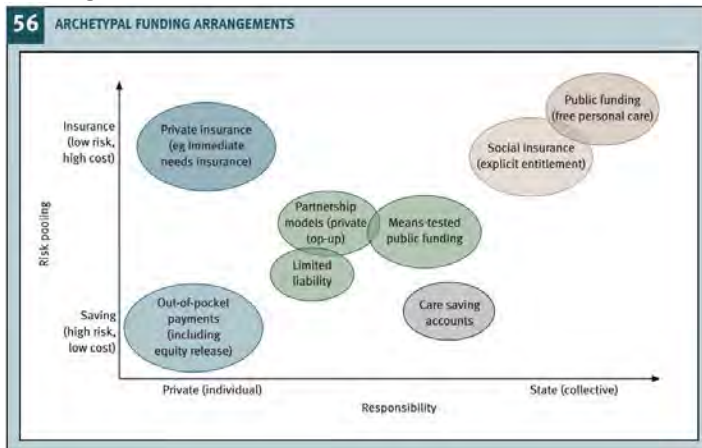 56 ARCHETYPAL FUNDING ARRANGEMENTS
Public funding
(free personal care)
Insurance
(low risk,
high cost)
Private insurance
(eg immediate
needs insurance)
Social insurance
(explicit entitlement)
Risk pooling
Partnership
models (private
top-up)
Means-tested
public funding
Limited
liability
Saving
(high risk,
low cost)
Out-of-pocket
payments
(including
equity release)
Care saving
accounts
Private (individual)
State (collective)
Responsibility